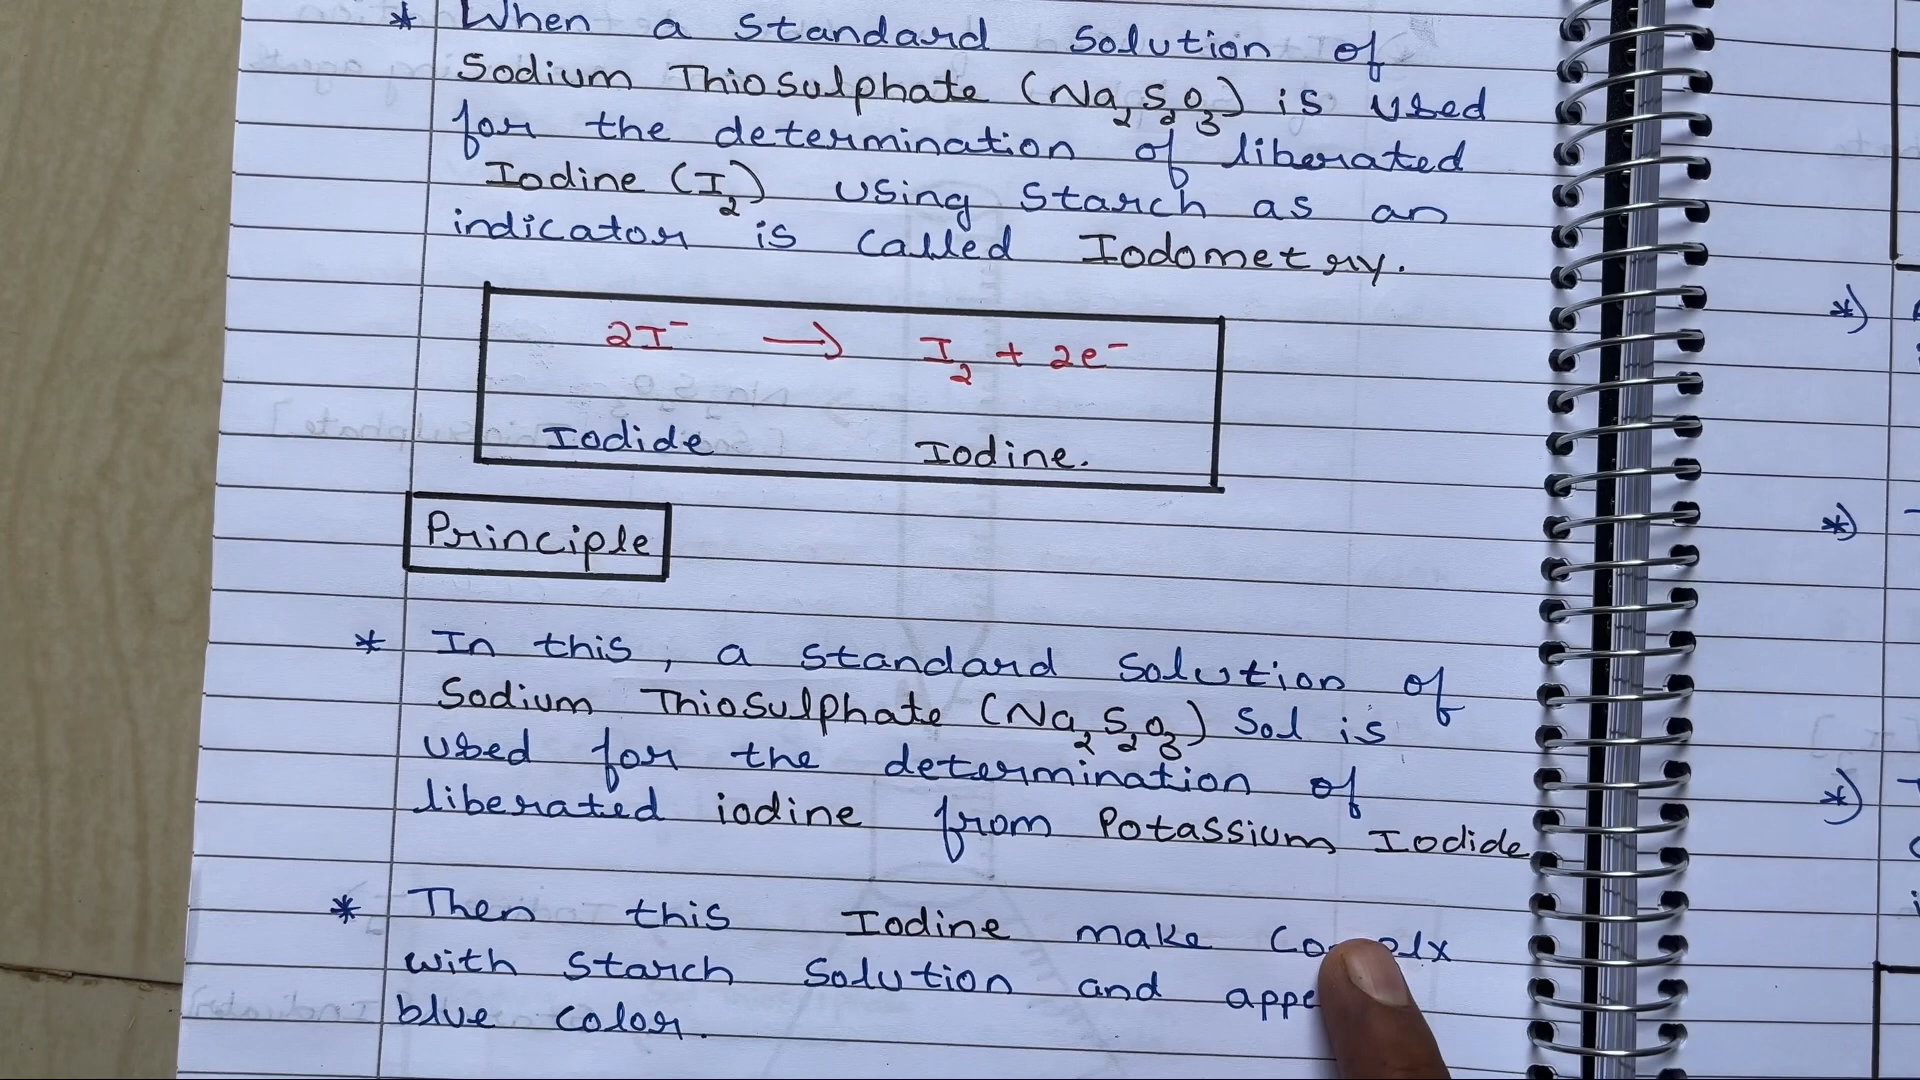 * When a standard Solution of
Sodium Thiosulphate (Na₂S₂O₃) is used
for the determination of liberated
Iodine (I₂) using starch as an
indicator is called Iodometry.
2I⁻ → I₂ + 2e⁻
Iodide Iodine.
Principle
* In this, a standard Solution of
Sodium Thiosulphate (Na₂S₂O₃) Sol is
used for the determination of
liberated iodine from Potassium Iodide
* Then this Iodine make
with starch Solution and
blue color.
*)
*)
*)